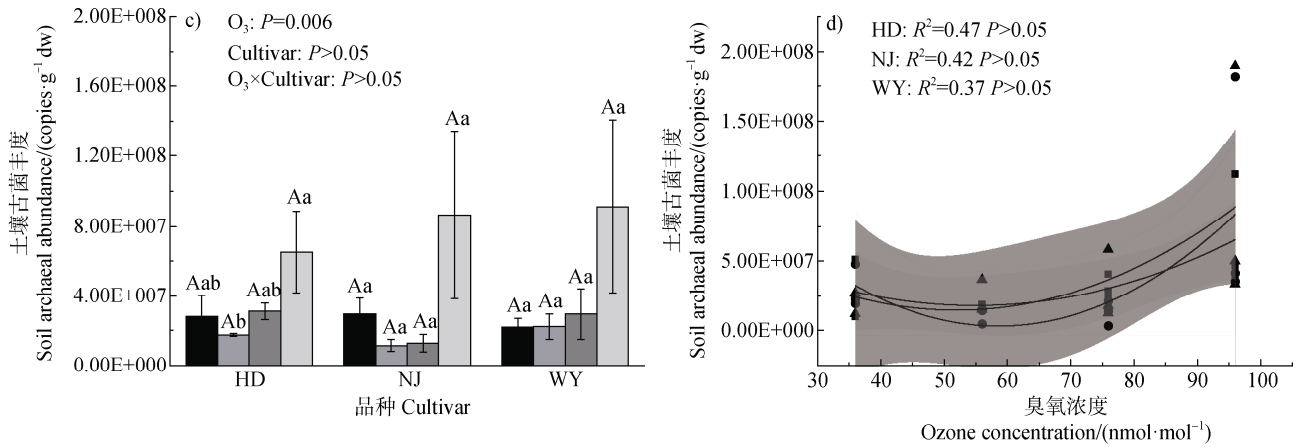 c)
O₃: P=0.006
Cultivar: P>0.05
O₃×Cultivar: P>0.05
2.00E+008
1.60E+008
1.20E+008
8.00E+007
4.00E+007
0.00E+000
土壤古菌丰度
Soil archaeal abundance/(copies·g⁻¹ dw)
Aab Ab Aab Aa
Aa Aa Aa Aa
Aa Aa Aa Aa
HD NJ WY
品种 Cultivar
d)
HD: R²=0.47 P>0.05
NJ: R²=0.42 P>0.05
WY: R²=0.37 P>0.05
2.00E+008
1.50E+008
1.00E+008
5.00E+007
0.00E+000
土壤古菌丰度
Soil archaeal abundance/(copies·g⁻¹ dw)
30 40 50 60 70 80 90 100
臭氧浓度
Ozone concentration/(nmol·mol⁻¹)